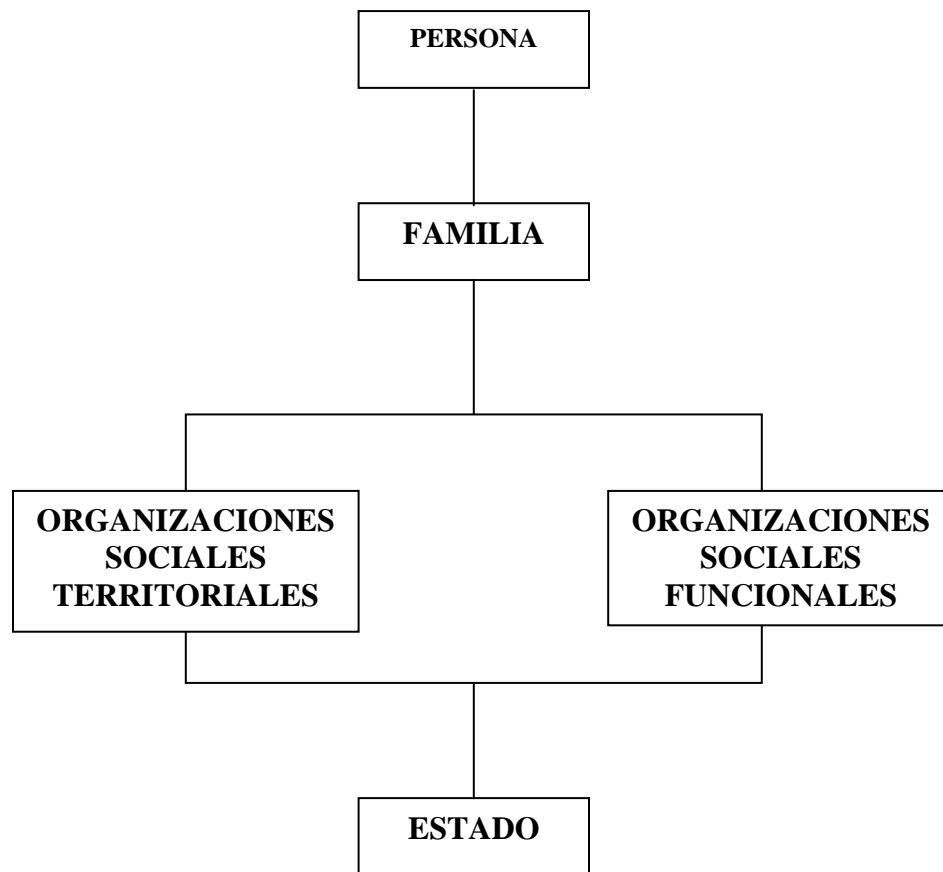 PERSONA
FAMILIA
ORGANIZACIONES
SOCIALES
TERRITORIALES
ORGANIZACIONES
SOCIALES
FUNCIONALES
ESTADO